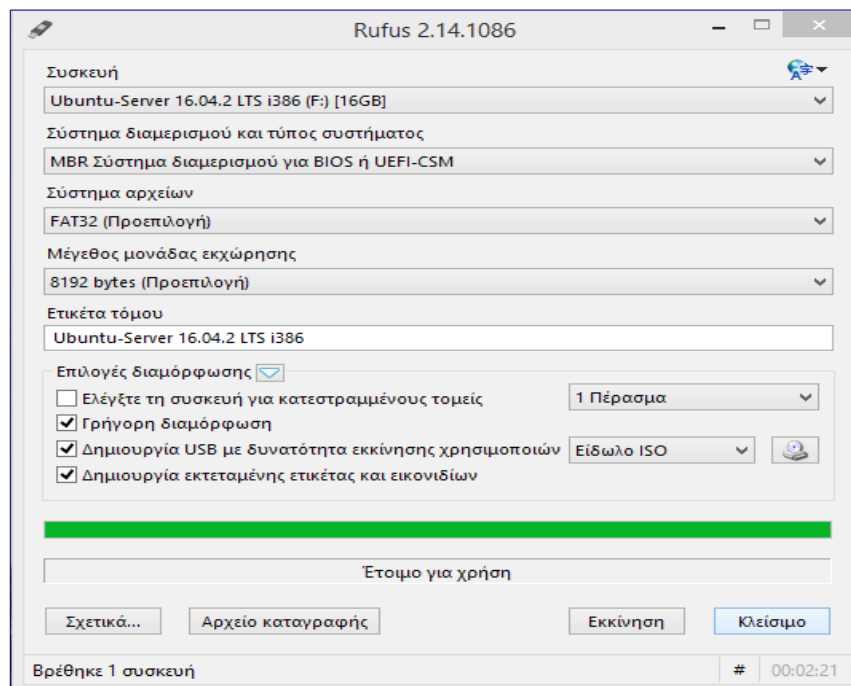 Rufus 2.14.1086
Συσκευή
Ubuntu-Server 16.04.2 LTS i386 (F:) [16GB]
Σύστημα διαμερισμού και τύπος συστήματος
MBR Σύστημα διαμερισμού για BIOS ή UEFI-CSM
Σύστημα αρχείων
FAT32 (Προεπιλογή)
Μέγεθος μονάδας εκχώρησης
8192 bytes (Προεπιλογή)
Ετικέτα τόμου
Ubuntu-Server 16.04.2 LTS i386
Επιλογές διαμόρφωσης
Ελέγξτε τη συσκευή για κατεστραμμένους τομείς 1 Πέρασμα
Γρήγορη διαμόρφωση
Δημιουργία USB με δυνατότητα εκκίνησης χρησιμοποιών Είδωλο ISO
Δημιουργία εκτεταμένης ετικέτας και εικονιδίων
Έτοιμο για χρήση
Σχετικά... Αρχείο καταγραφής Εκκίνηση Κλείσιμο
Βρέθηκε 1 συσκευή # 00:02:21